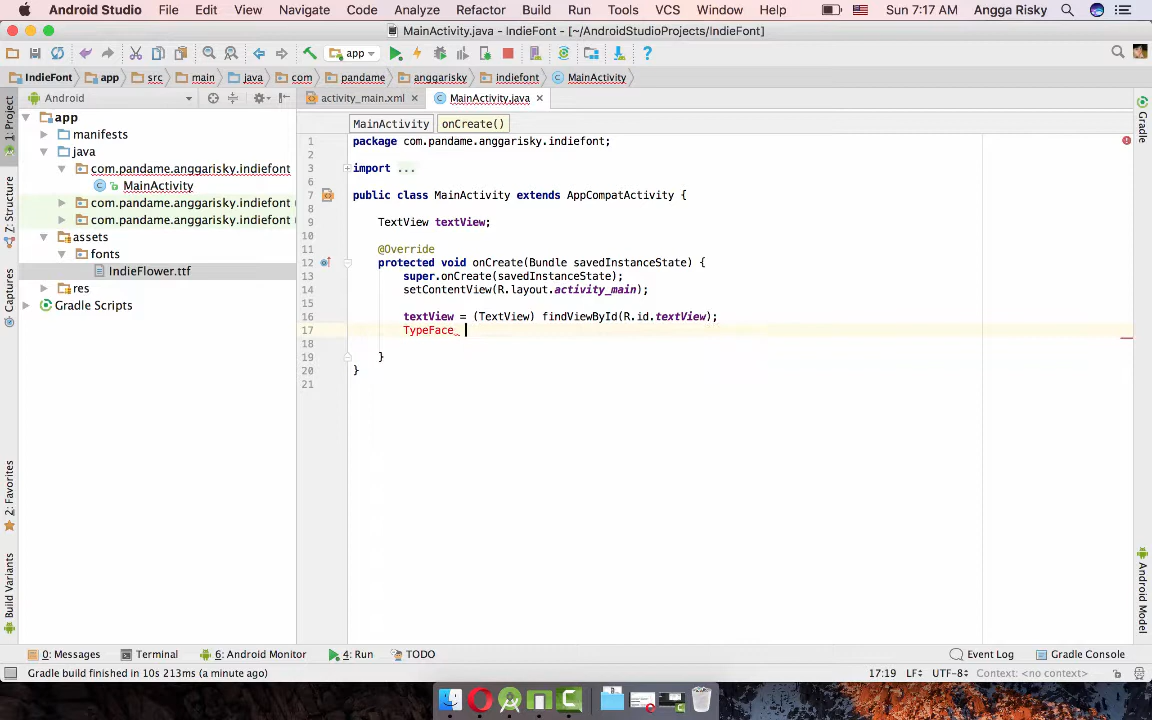 Android Studio File Edit View Navigate Code Analyze Refactor Build Run Tools VCS Window Help Sun 7:17 AM Angga Risky
MainActivity.java - IndieFont - [~/AndroidStudioProjects/IndieFont]
app
IndieFont app src main java com pandame anggarisky indiefont MainActivity
1: Project
Z: Structure
Captures
2: Favorites
Build Variants
Android
app
manifests
java
com.pandame.anggarisky.indiefont
MainActivity
com.pandame.anggarisky.indiefont (
com.pandame.anggarisky.indiefont (
assets
fonts
IndieFlower.ttf
res
Gradle Scripts
activity_main.xml MainActivity.java
MainActivity onCreate()
1 package com.pandame.anggarisky.indiefont;
2
3 import ...
6
7 public class MainActivity extends AppCompatActivity {
8
9 TextView textView;
10
11 @Override
12 protected void onCreate(Bundle savedInstanceState) {
13 super.onCreate(savedInstanceState);
14 setContentView(R.layout.activity_main);
15
16 textView = (TextView) findViewById(R.id.textView);
17 TypeFace
18
19 }
20 }
21
Gradle
Android Model
0: Messages Terminal 6: Android Monitor 4: Run TODO Event Log Gradle Console
Gradle build finished in 10s 213ms (a minute ago) 17:19 LF÷ UTF-8÷ Context: <no context>